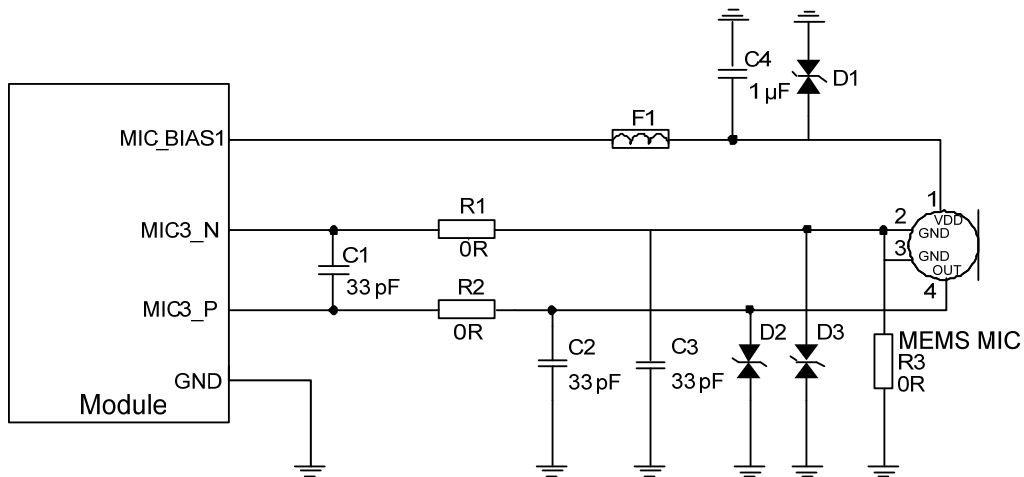 C4
1 µF
D1
F1
MIC_BIAS1
1
VDD
R1
2
MIC3_N
GND
0R
3
GND
C1
OUT
33 pF
R2
4
MIC3_P
0R
D2
D3
MEMS MIC
C2
C3
R3
33 pF
33 pF
0R
GND
Module